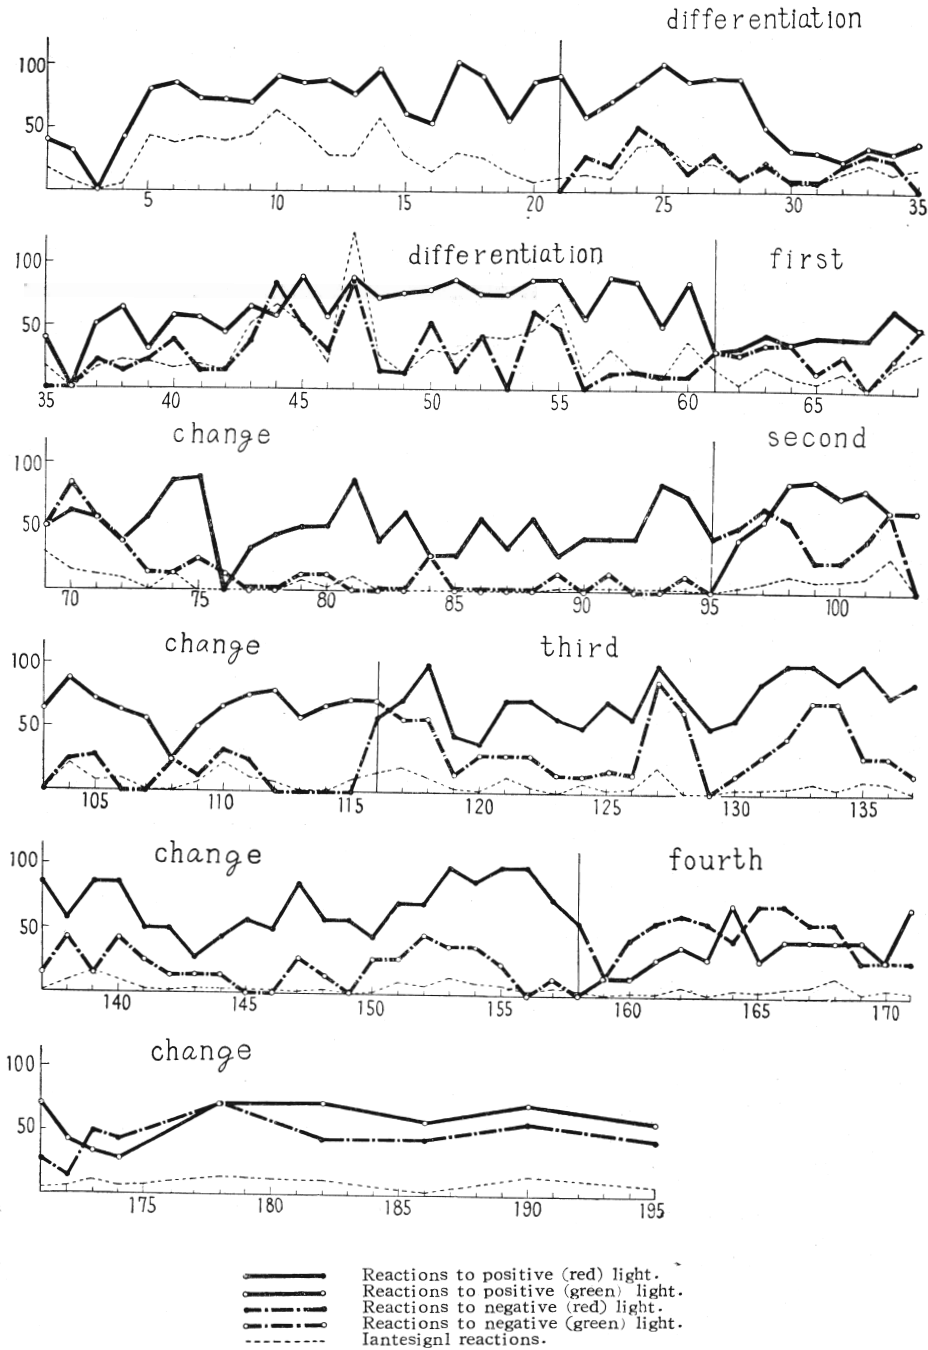 differentiation
100
50
5 10 15 20 25 30 35
differentiation first
100
50
35 40 45 50 55 60 65
change second
100
50
70 75 80 85 90 95 100
change third
100
50
105 110 115 120 125 130 135
change fourth
100
50
140 145 150 155 160 165 170
change
100
50
175 180 185 190 195
Reactions to positive (red) light.
Reactions to positive (green) light.
Reactions to negative (red) light.
Reactions to negative (green) light.
Iantesignl reactions.